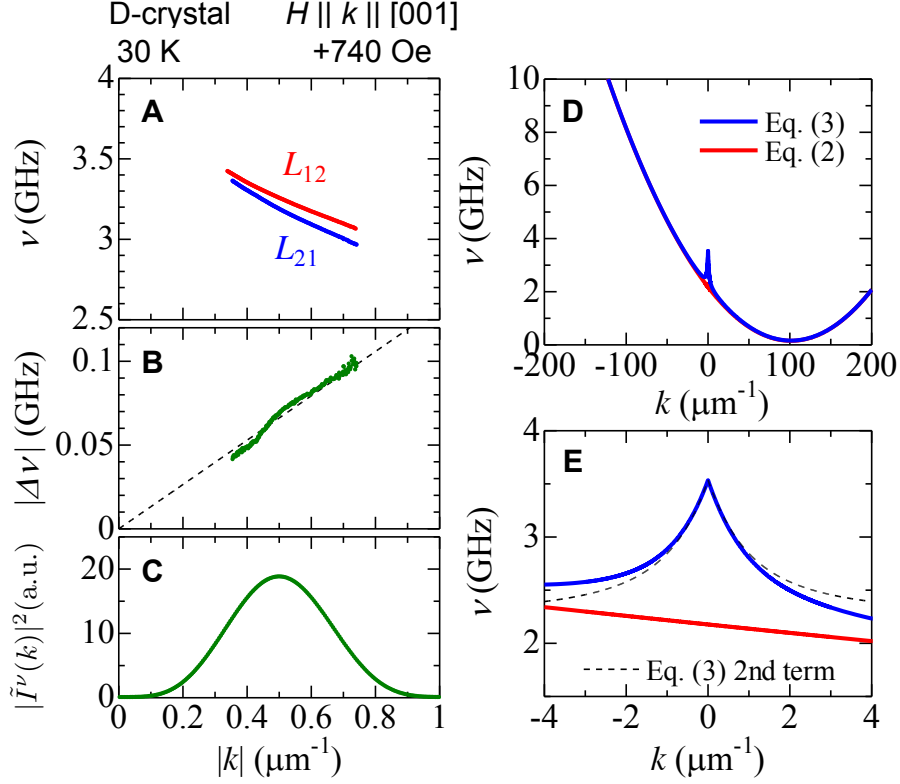 D-crystal H || k || [001]
30 K +740 Oe
4
3.5
3
2.5
ν (GHz)
A
L12
L21
0.1
0.05
0
|Δν| (GHz)
B
20
10
0
|Ĩ^ν(k)|² (a.u.)
C
0 0.2 0.4 0.6 0.8 1
|k| (μm⁻¹)
10
8
6
4
2
0
ν (GHz)
D
Eq. (3)
Eq. (2)
-200 -100 0 100 200
k (μm⁻¹)
4
3
2
ν (GHz)
E
Eq. (3) 2nd term
-4 -2 0 2 4
k (μm⁻¹)